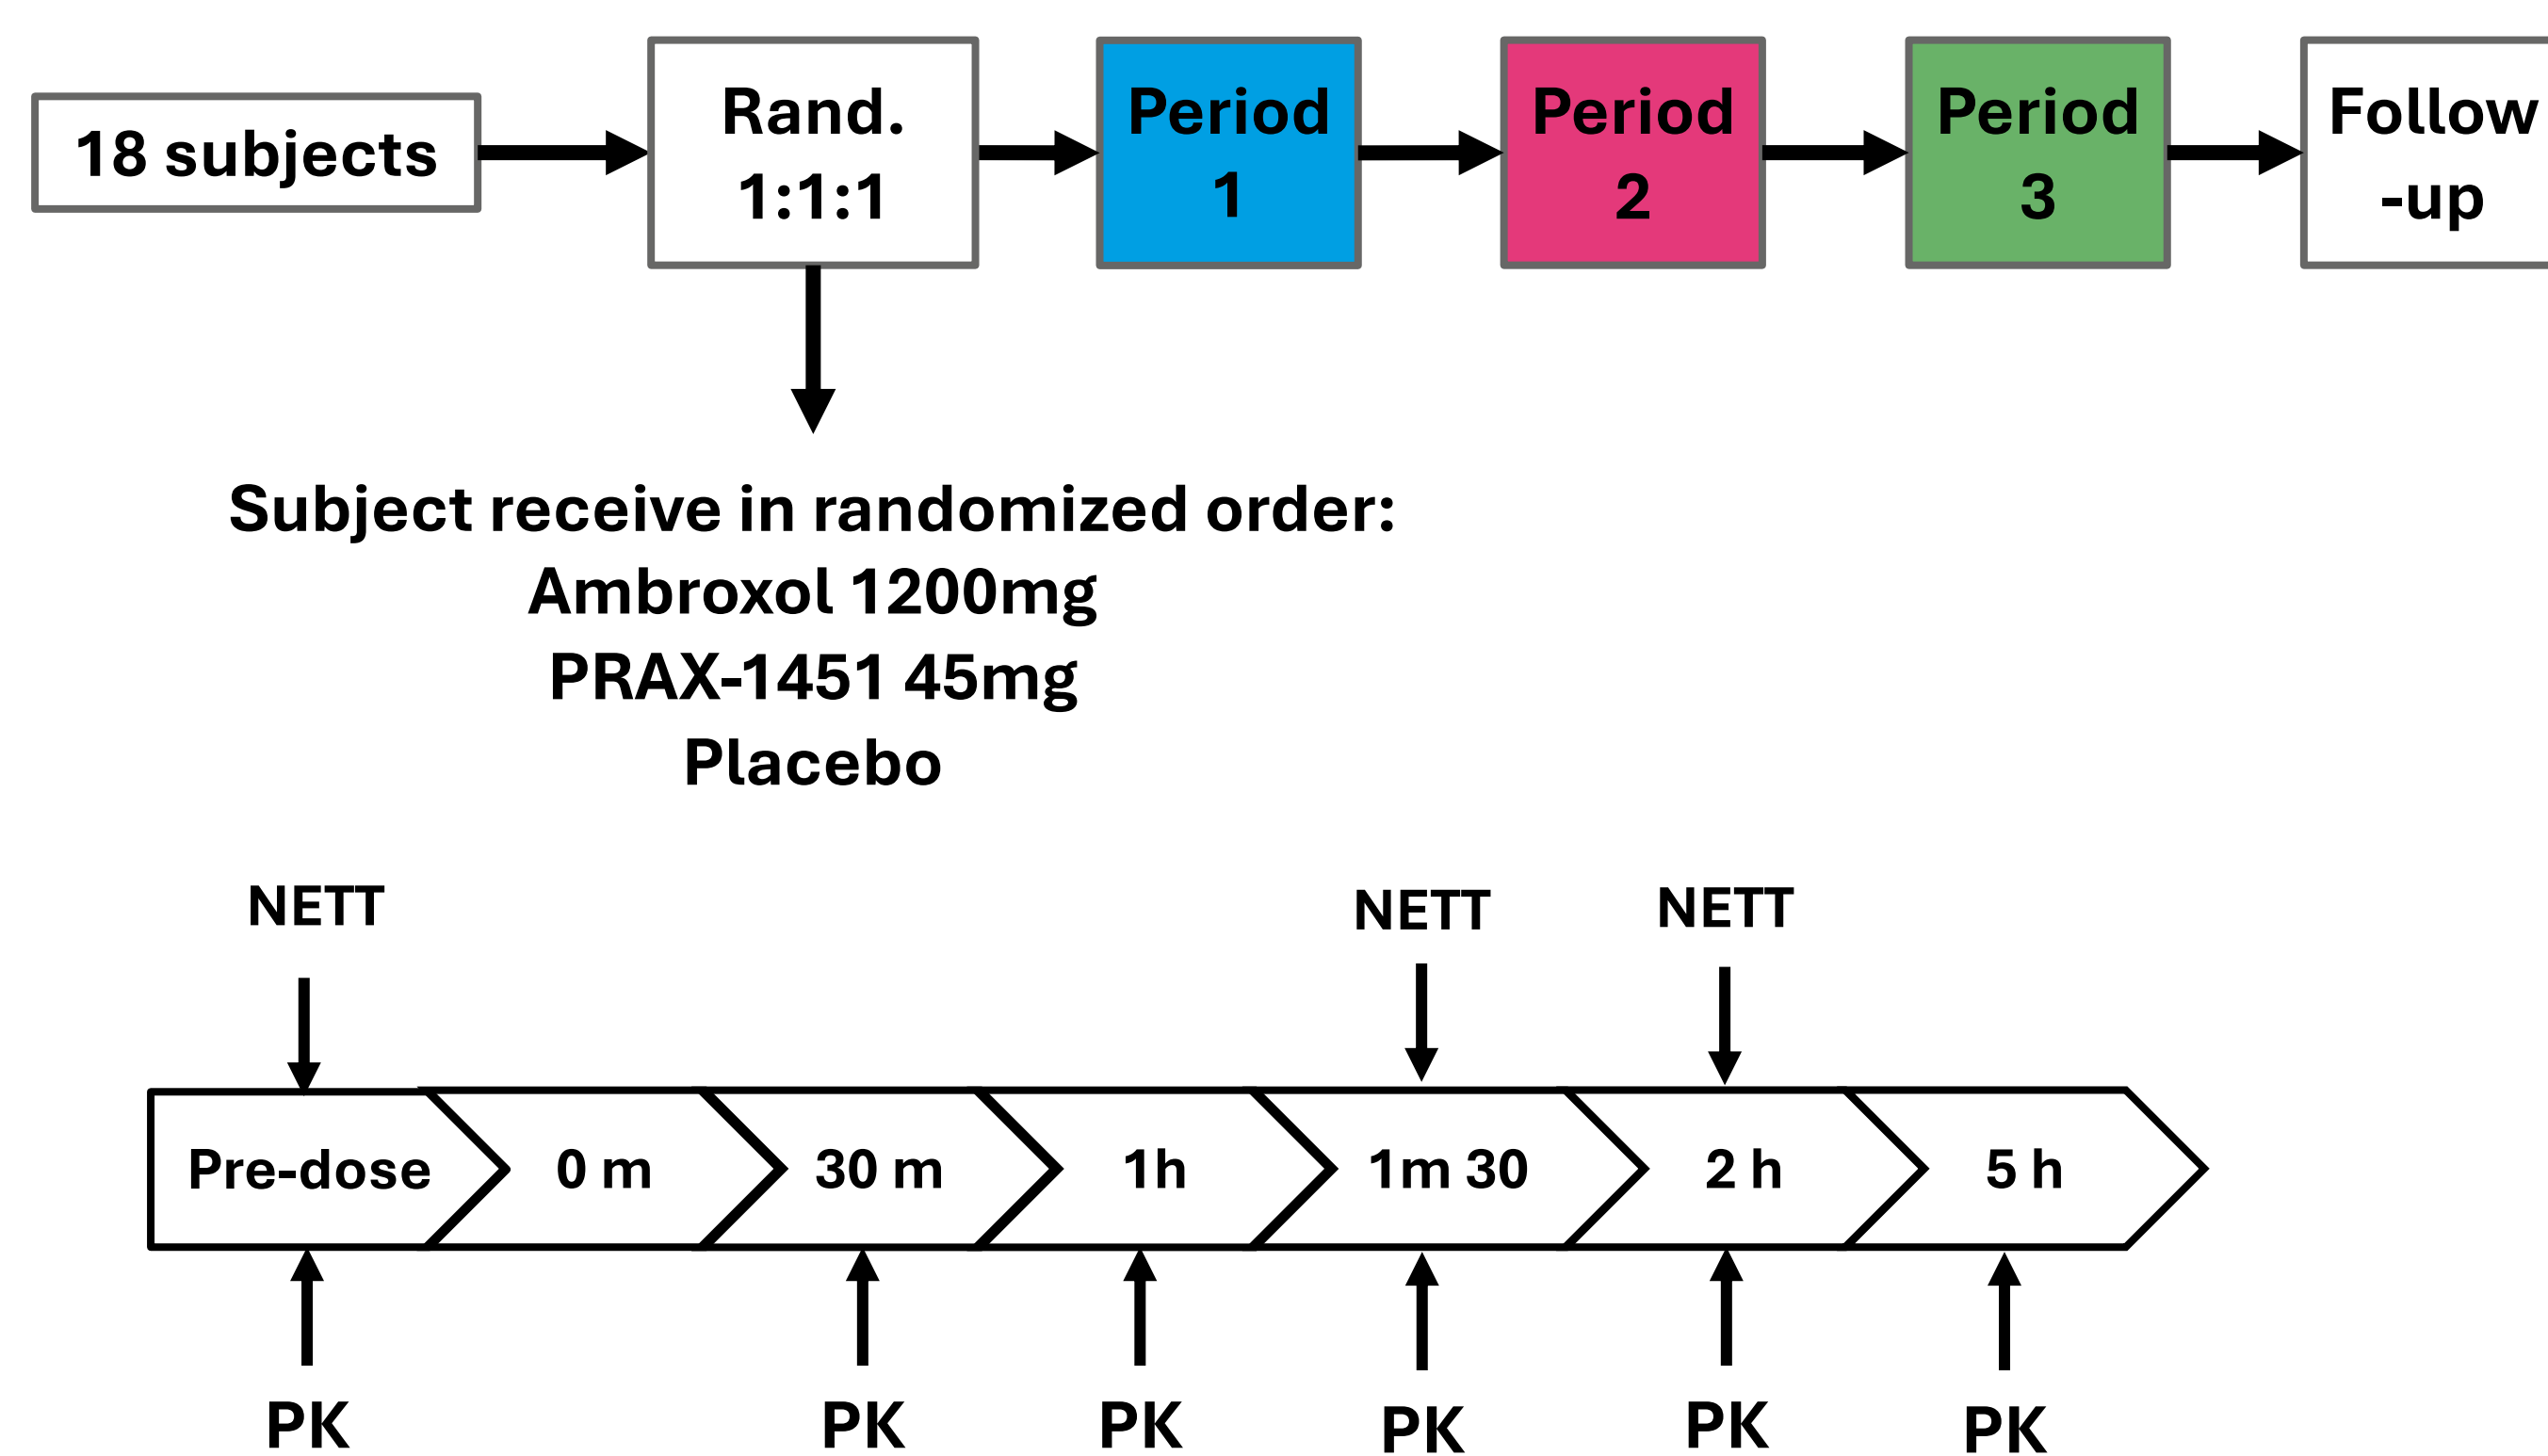 18 subjects
Rand.
1:1:1
Period
1
Period
2
Period
3
Follow
-up
Subject receive in randomized order:
Ambroxol 1200mg
PRAX-1451 45mg
Placebo
NETT
NETT
NETT
Pre-dose
0 m
30 m
1h
1m 30
2 h
5 h
PK
PK
PK
PK
PK
PK